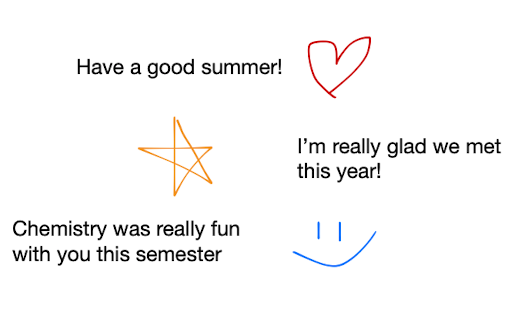 Have a good summer!
I'm really glad we met
this year!
Chemistry was really fun
with you this semester